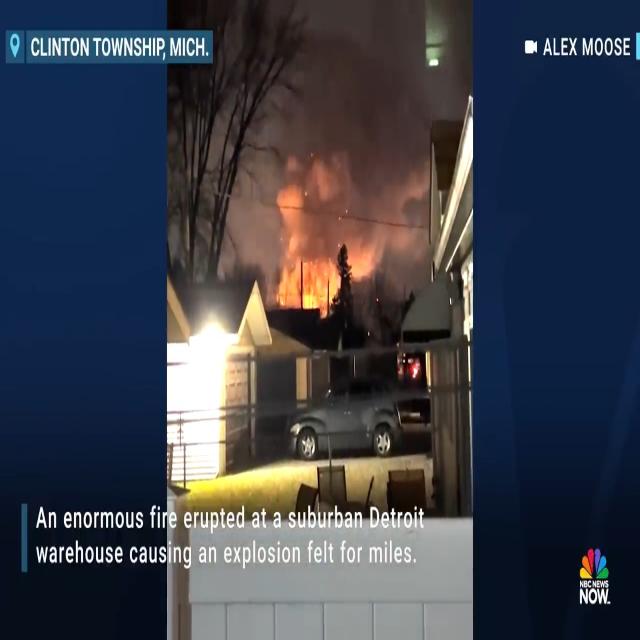 CLINTON TOWNSHIP, MICH.
ALEX MOOSE
An enormous fire erupted at a suburban Detroit
warehouse causing an explosion felt for miles.
NBC NEWS
NOW.